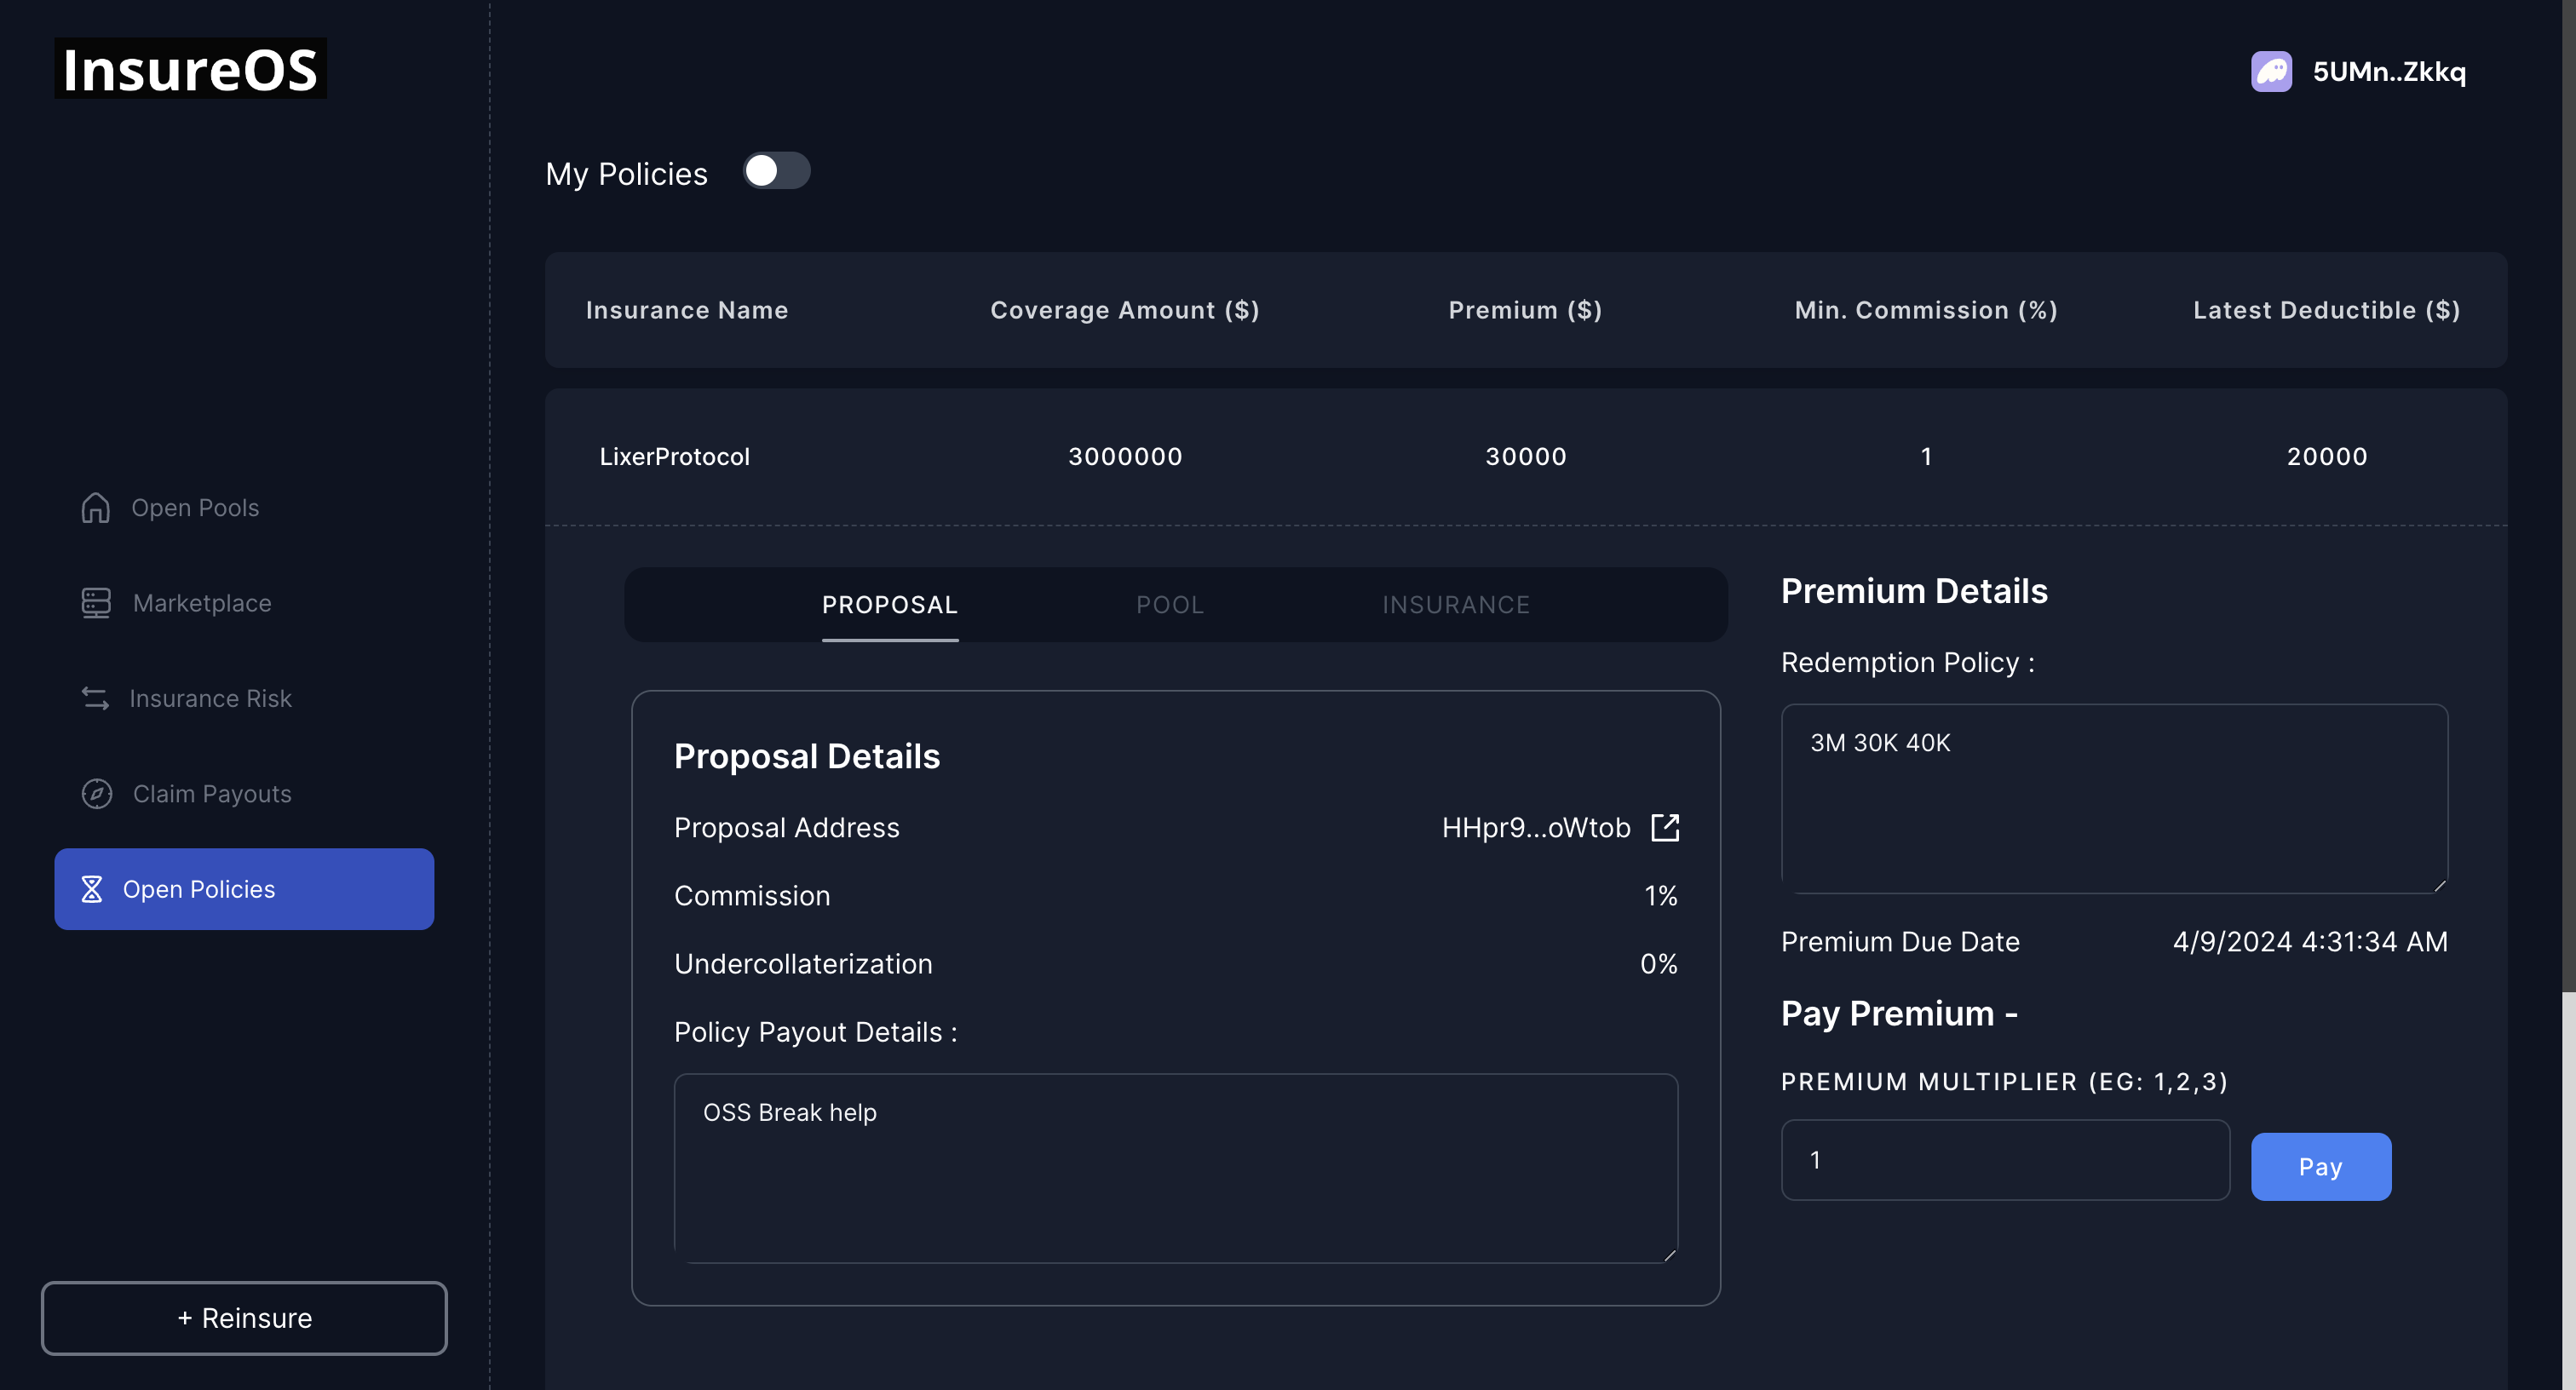 InsureOS
5UMn..Zkkq
My Policies
Insurance Name Coverage Amount ($) Premium ($) Min. Commission (%) Latest Deductible ($)
LixerProtocol 3000000 30000 1 20000
Open Pools
Marketplace
Insurance Risk
Claim Payouts
Open Policies
+ Reinsure
PROPOSAL POOL INSURANCE
Proposal Details
Proposal Address HHpr9...oWtob
Commission 1%
Undercollaterization 0%
Policy Payout Details :
OSS Break help
Premium Details
Redemption Policy :
3M 30K 40K
Premium Due Date 4/9/2024 4:31:34 AM
Pay Premium -
PREMIUM MULTIPLIER (EG: 1,2,3)
1
Pay